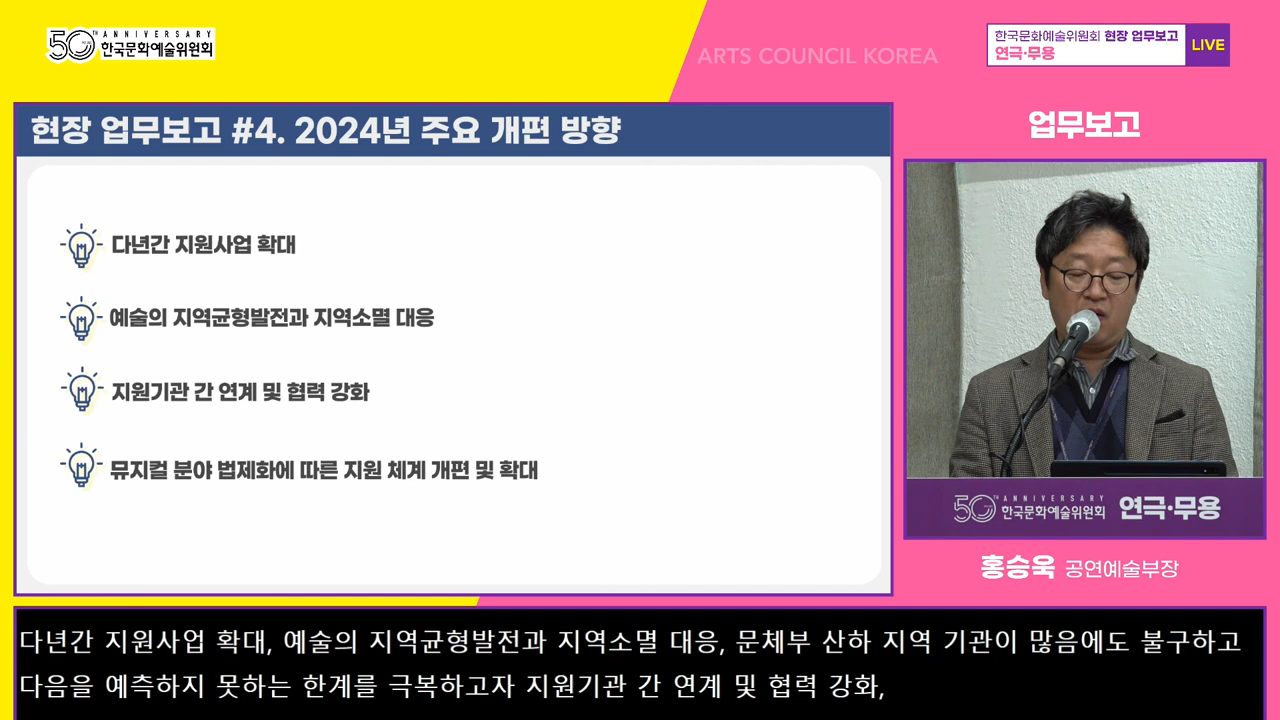 50TH ANNIVERSARY
한국문화예술위원회
ARTS COUNCIL KOREA
한국문화예술위원회 현장 업무보고
연극·무용
LIVE
현장 업무보고 #4. 2024년 주요 개편 방향
다년간 지원사업 확대
예술의 지역균형발전과 지역소멸 대응
지원기관 간 연계 및 협력 강화
뮤지컬 분야 법제화에 따른 지원 체계 개편 및 확대
업무보고
50TH ANNIVERSARY
한국문화예술위원회
연극·무용
홍승욱 공연예술부장
다년간 지원사업 확대, 예술의 지역균형발전과 지역소멸 대응, 문체부 산하 지역 기관이 많음에도 불구하고
다음을 예측하지 못하는 한계를 극복하고자 지원기관 간 연계 및 협력 강화,